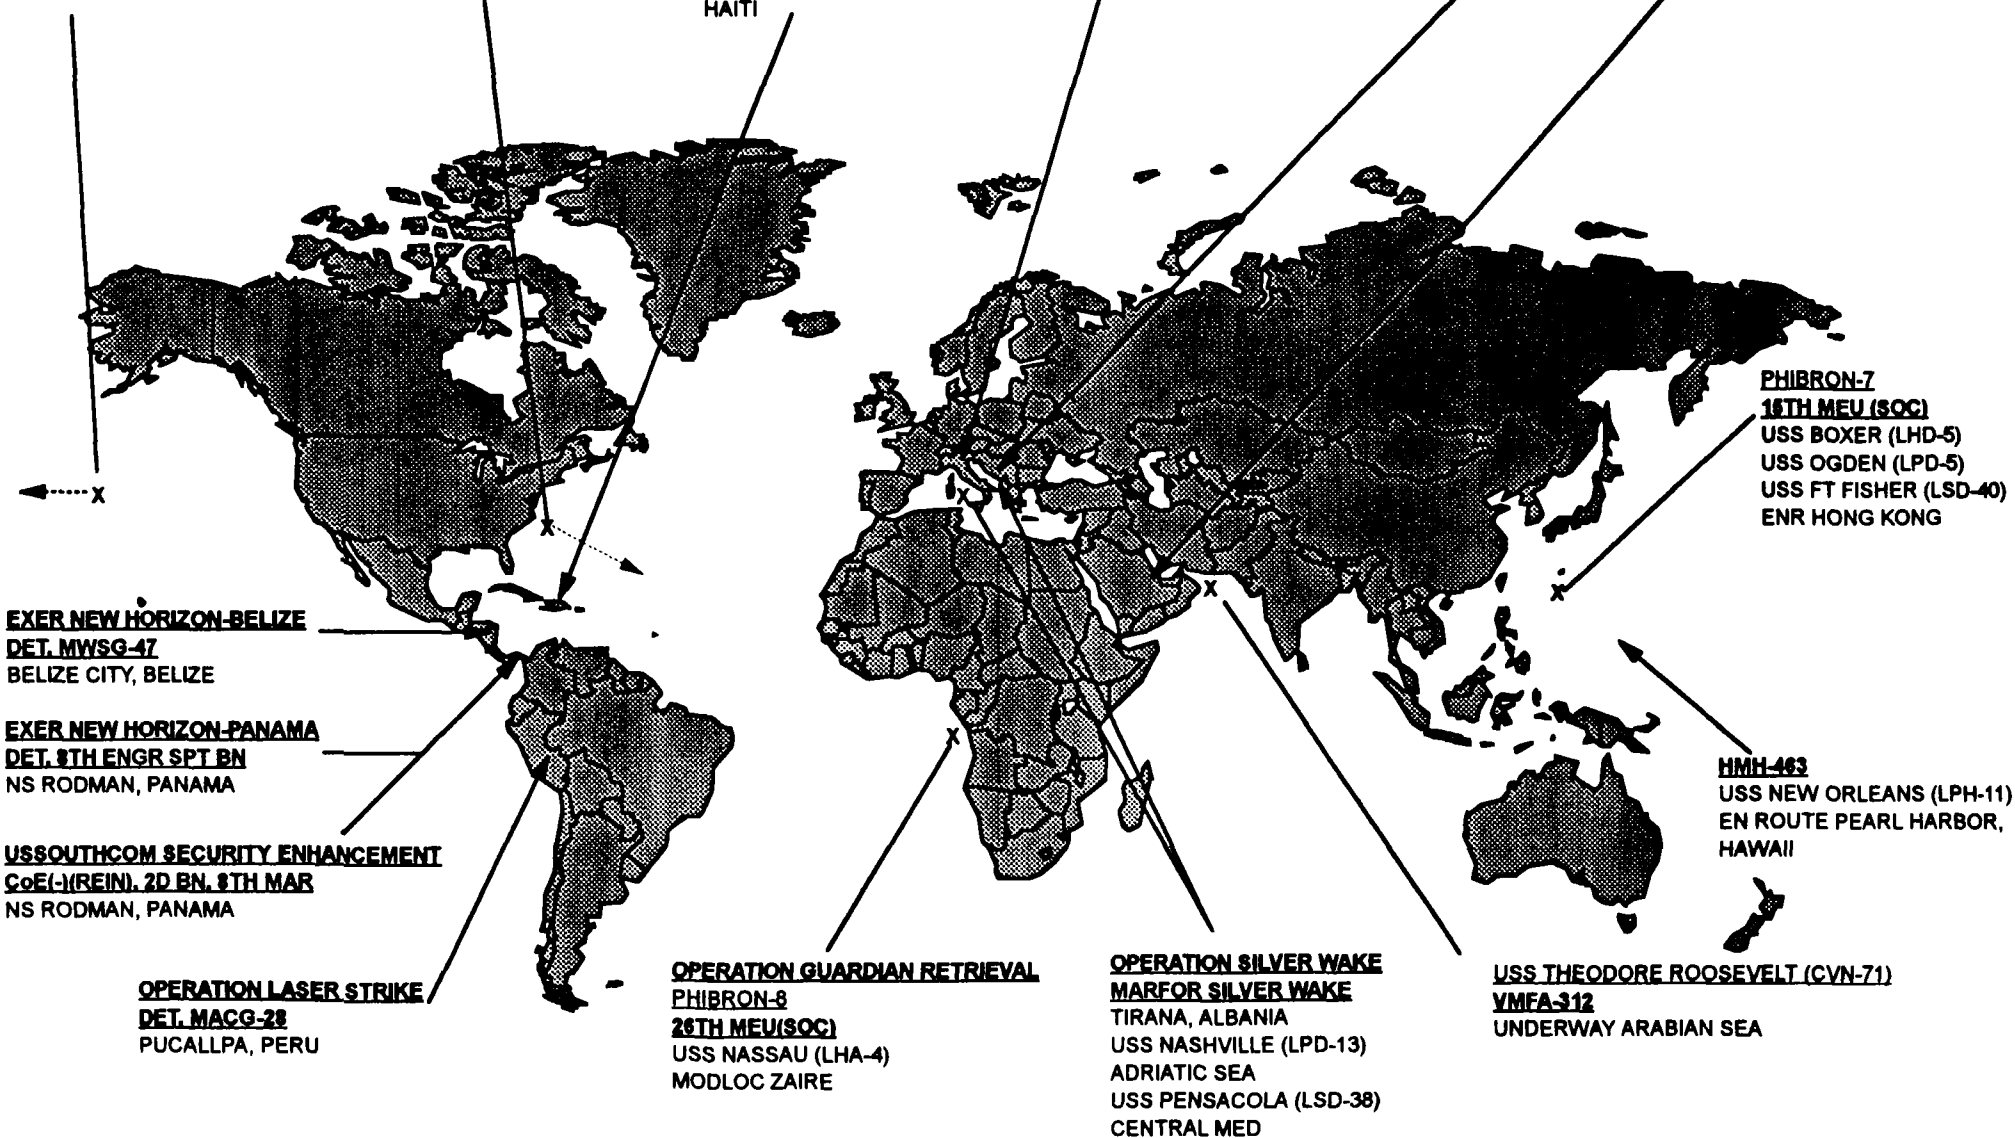 HAITI
PHIBRON-7
15TH MEU (SOC)
USS BOXER (LHD-5)
USS OGDEN (LPD-5)
USS FT FISHER (LSD-40)
ENR HONG KONG
EXER NEW HORIZON-BELIZE
DET. MWSG-47
BELIZE CITY, BELIZE
EXER NEW HORIZON-PANAMA
DET. 8TH ENGR SPT BN
NS RODMAN, PANAMA
USSOUTHCOM SECURITY ENHANCEMENT
CoE(-)(REIN), 2D BN, 8TH MAR
NS RODMAN, PANAMA
OPERATION LASER STRIKE
DET. MACG-28
PUCALLPA, PERU
OPERATION GUARDIAN RETRIEVAL
PHIBRON-8
26TH MEU(SOC)
USS NASSAU (LHA-4)
MODLOC ZAIRE
OPERATION SILVER WAKE
MARFOR SILVER WAKE
TIRANA, ALBANIA
USS NASHVILLE (LPD-13)
ADRIATIC SEA
USS PENSACOLA (LSD-38)
CENTRAL MED
USS THEODORE ROOSEVELT (CVN-71)
VMFA-312
UNDERWAY ARABIAN SEA
HMH-463
USS NEW ORLEANS (LPH-11)
EN ROUTE PEARL HARBOR,
HAWAII
X
X
X
X
X
X